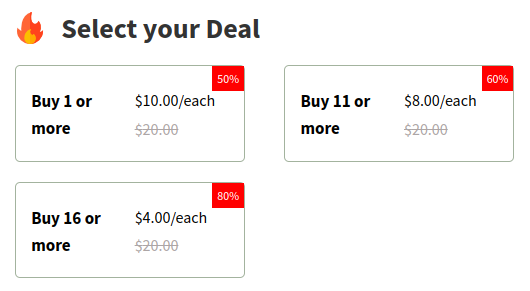 🔥 Select your Deal
50%
Buy 1 or
more
$10.00/each
$20.00
60%
Buy 11 or
more
$8.00/each
$20.00
80%
Buy 16 or
more
$4.00/each
$20.00